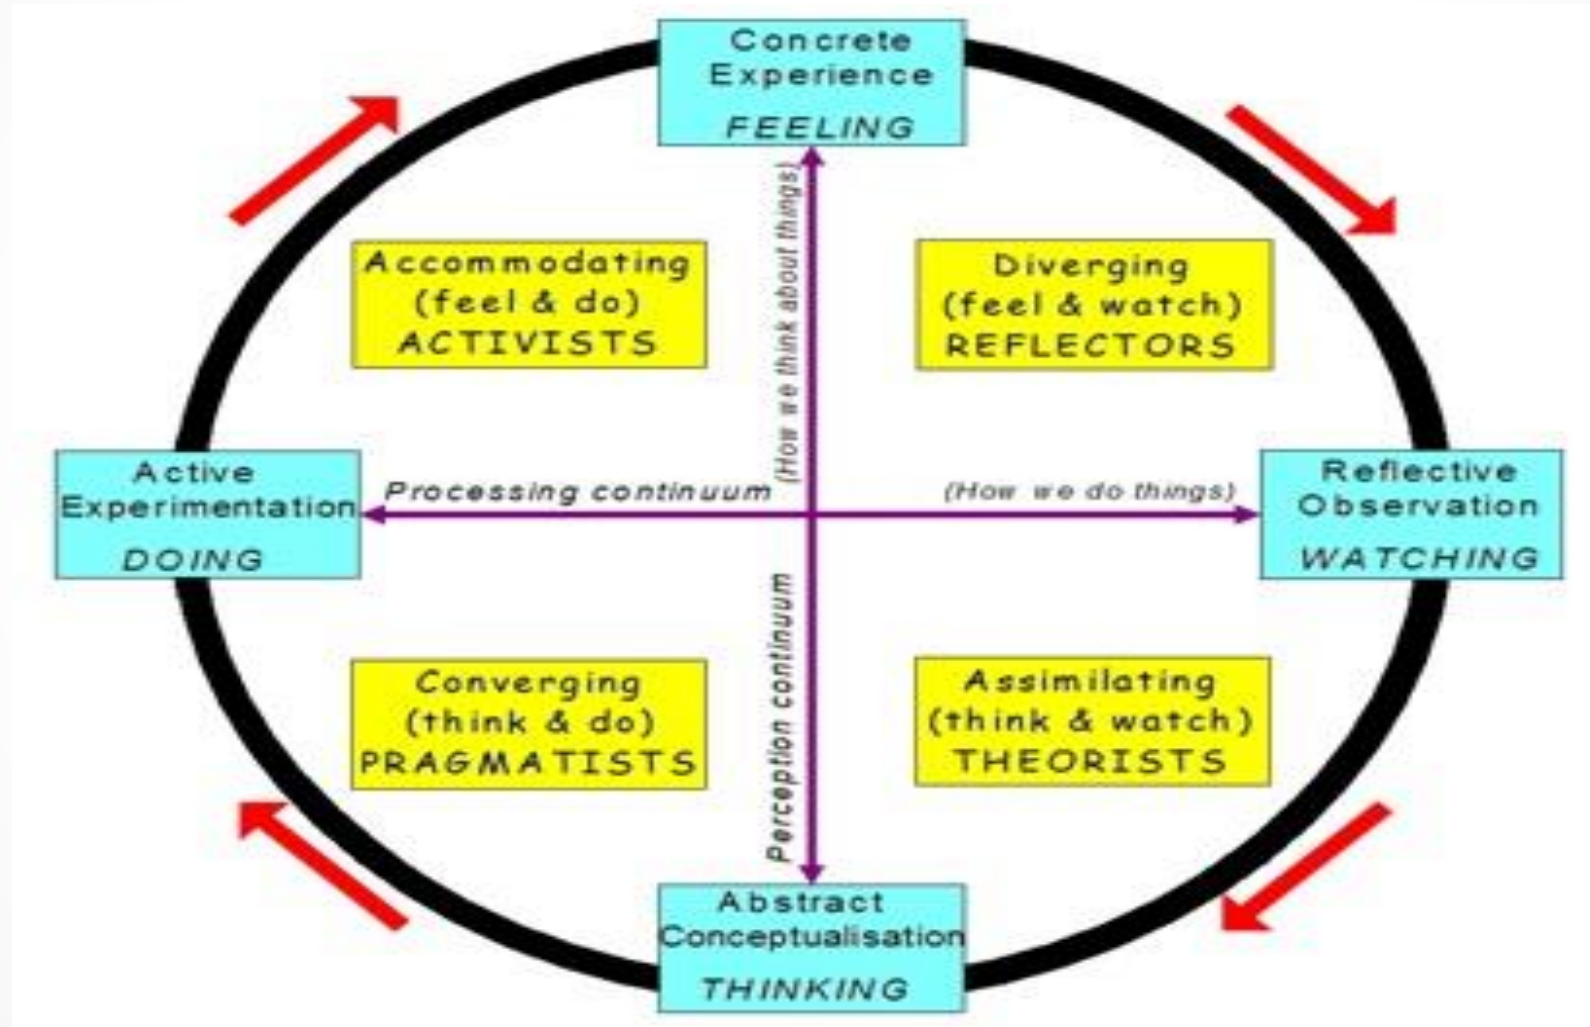 Concrete
Experience
FEELING
(How we think about things)
Accommodating
(feel & do)
ACTIVISTS
Diverging
(feel & watch)
REFLECTORS
Active
Experimentation
DOING
Processing continuum
(How we do things)
Reflective
Observation
WATCHING
Perception continuum
Converging
(think & do)
PRAGMATISTS
Assimilating
(think & watch)
THEORISTS
Abstract
Conceptualisation
THINKING